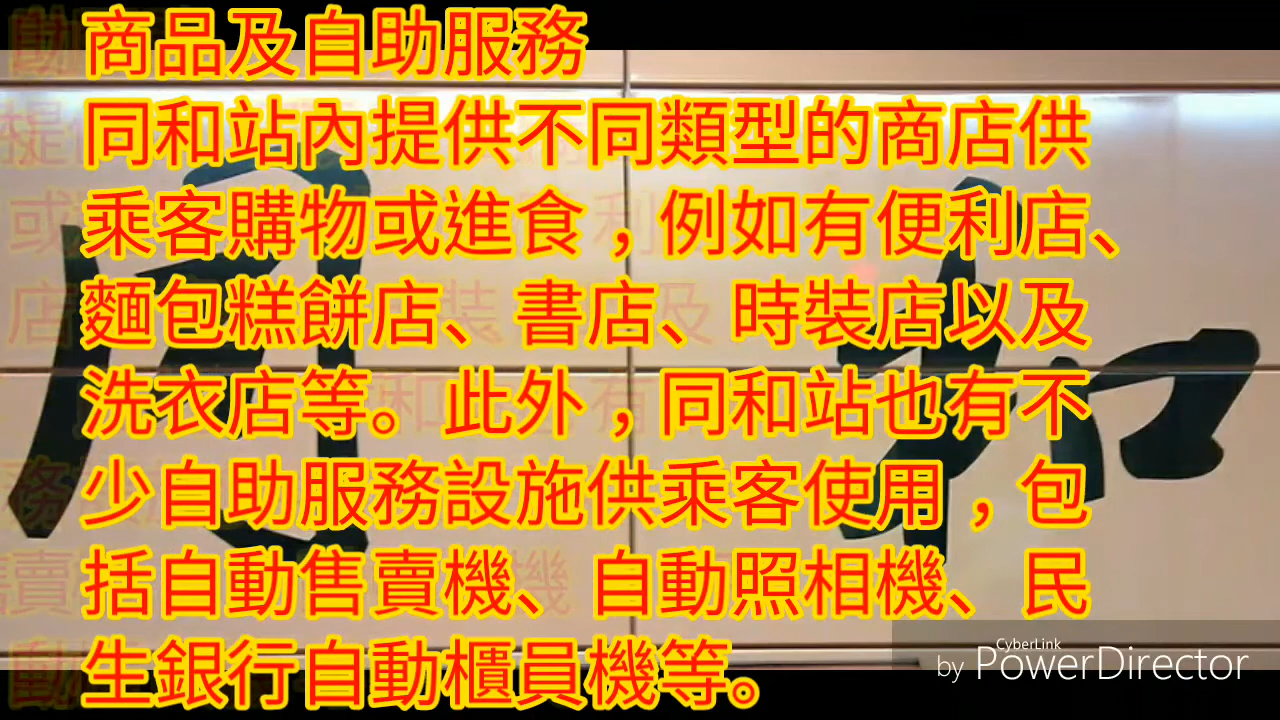 商品及自助服務
同和站內提供不同類型的商店供
乘客購物或進食，例如有便利店、
麵包糕餅店、書店、時裝店以及
洗衣店等。此外，同和站也有不
少自助服務設施供乘客使用，包
括自動售賣機、自動照相機、民
生銀行自動櫃員機等。
同和
CyberLink
by PowerDirector